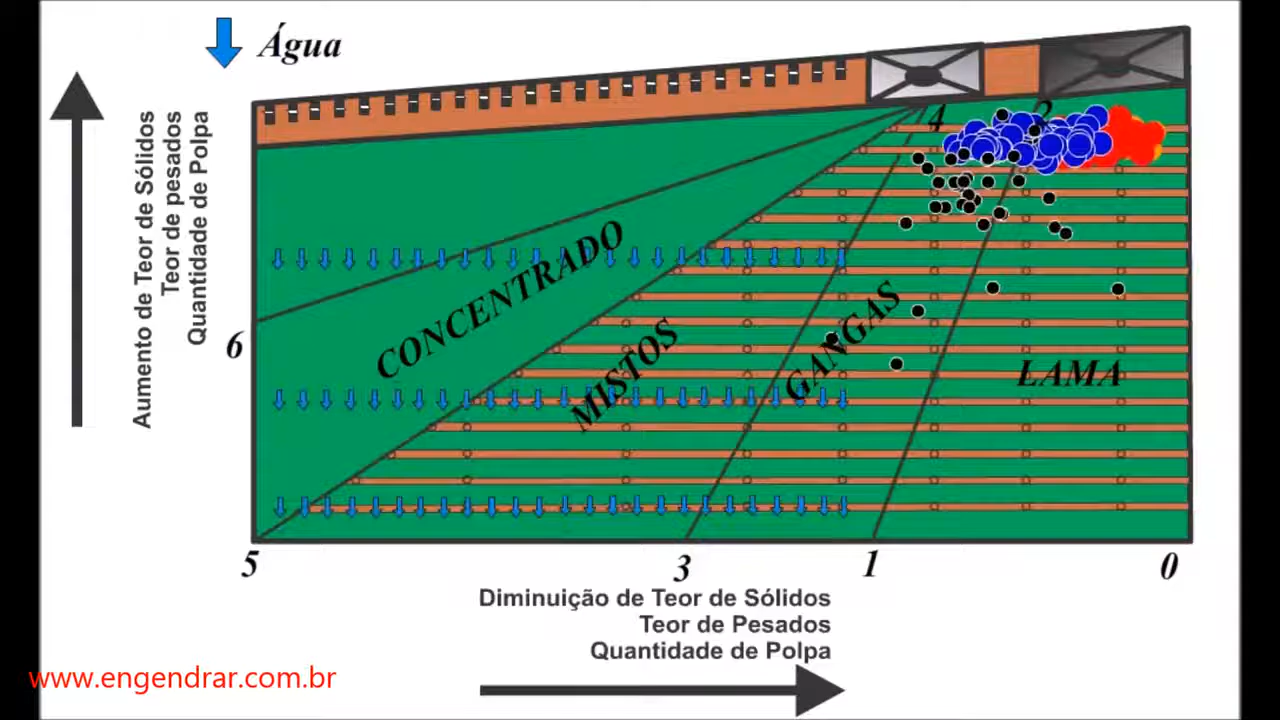 Água
Aumento de Teor de Sólidos
Teor de pesados
Quantidade de Polpa
4
2
CONCENTRADO
MISTOS
GANGAS
LAMA
6
5
3
1
0
Diminuição de Teor de Sólidos
Teor de Pesados
Quantidade de Polpa
www.engendrar.com.br